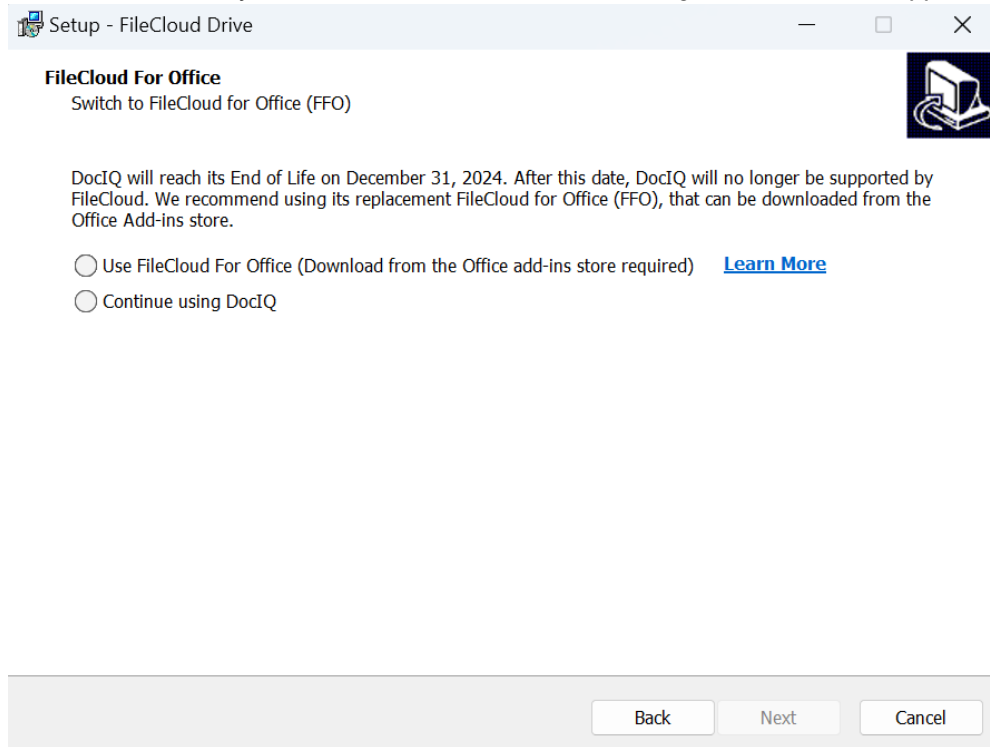 Setup - FileCloud Drive
FileCloud For Office
Switch to FileCloud for Office (FFO)
DocIQ will reach its End of Life on December 31, 2024. After this date, DocIQ will no longer be supported by
FileCloud. We recommend using its replacement FileCloud for Office (FFO), that can be downloaded from the
Office Add-ins store.
Use FileCloud For Office (Download from the Office add-ins store required) Learn More
Continue using DocIQ
Back Next Cancel